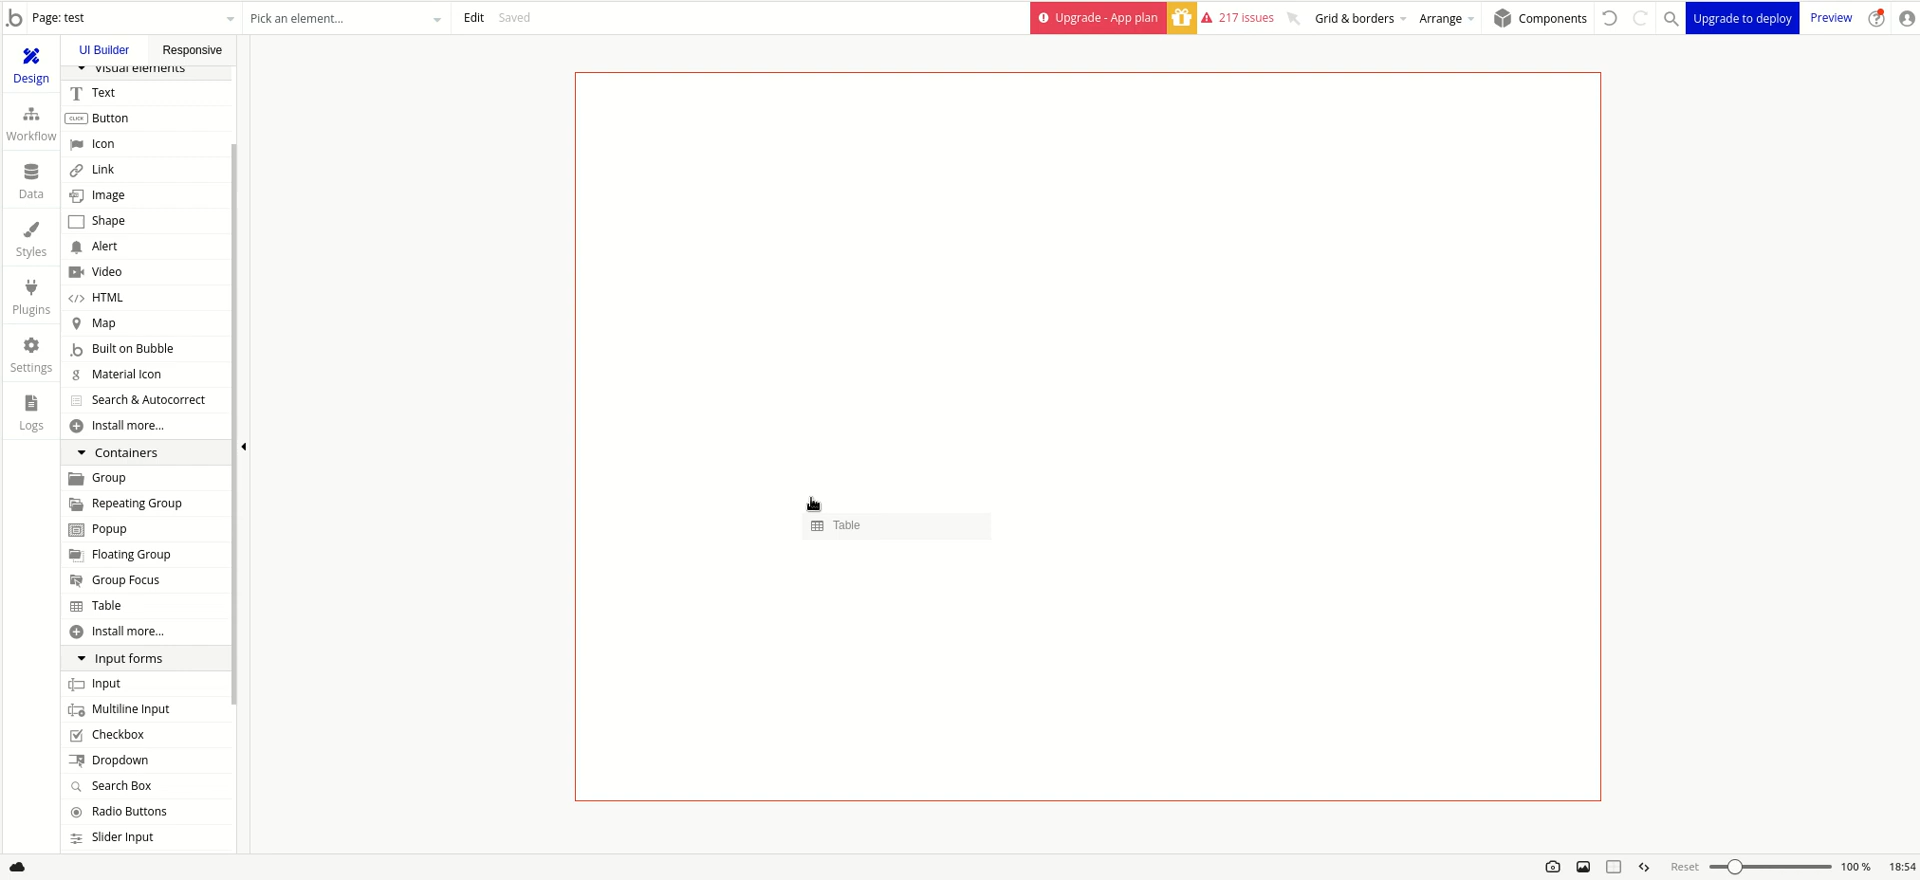 Page: test
Pick an element...
Edit
Saved
Upgrade - App plan
217 issues
Grid & borders
Arrange
Components
Upgrade to deploy
Preview
UI Builder
Responsive
Design
Workflow
Data
Styles
Plugins
Settings
Logs
Visual elements
Text
CLICK Button
Icon
Link
Image
Shape
Alert
Video
HTML
Map
Built on Bubble
Material Icon
Search & Autocorrect
Install more...
Containers
Group
Repeating Group
Popup
Floating Group
Group Focus
Table
Install more...
Input forms
Input
Multiline Input
Checkbox
Dropdown
Search Box
Radio Buttons
Slider Input
Table
Reset
100 %
18:54